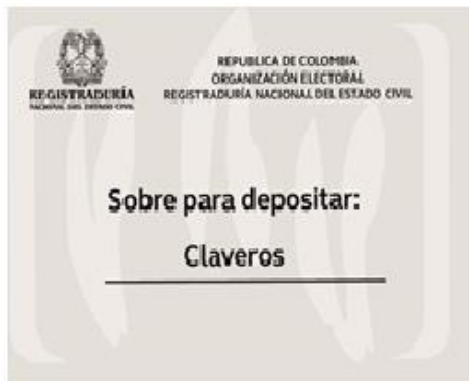 REGISTRADURÍA
NACIONAL DEL ESTADO CIVIL
REPUBLICA DE COLOMBIA
ORGANIZACIÓN ELECTORAL
REGISTRADURÍA NACIONAL DEL ESTADO CIVIL
Sobre para depositar:
Claveros